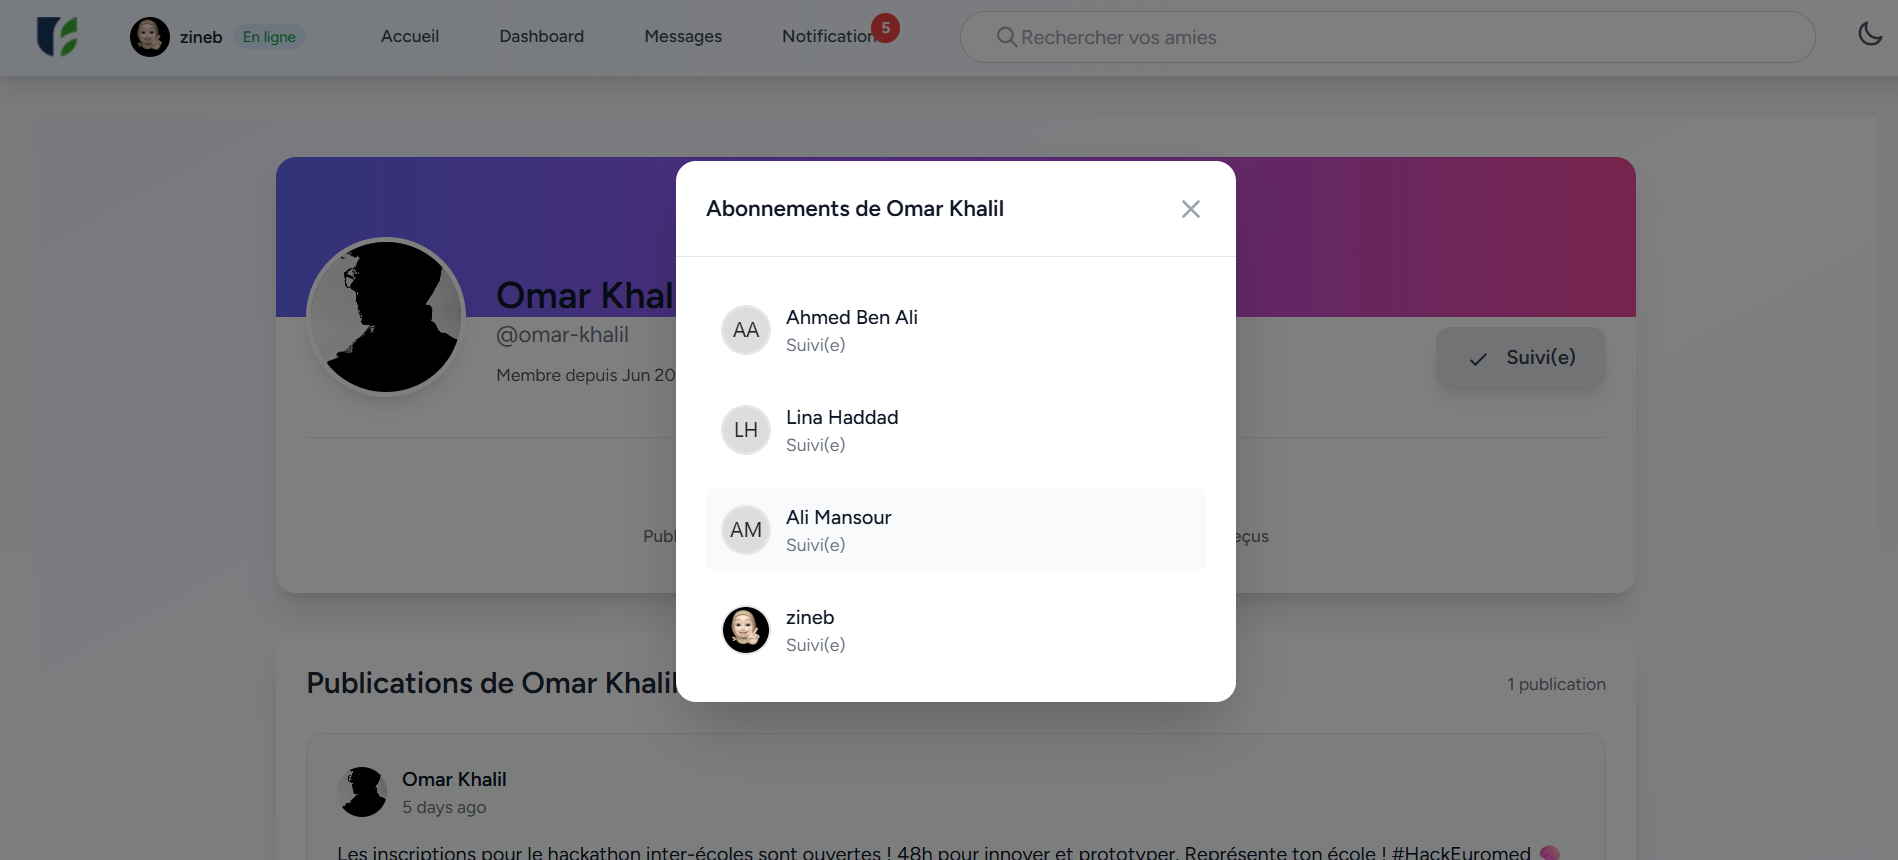 zineb En ligne Accueil Dashboard Messages Notification 5 Rechercher vos amies
Abonnements de Omar Khalil
Omar Khal
@omar-khalil
Membre depuis Jun 20
Suivi(e)
AA Ahmed Ben Ali
Suivi(e)
LH Lina Haddad
Suivi(e)
AM Ali Mansour
Suivi(e)
zineb
Suivi(e)
Publ
eçus
Publications de Omar Khalil
1 publication
Omar Khalil
5 days ago
Les inscriptions pour le hackathon inter-écoles sont ouvertes ! 48h pour innover et prototyper. Représente ton école ! #HackEuromed